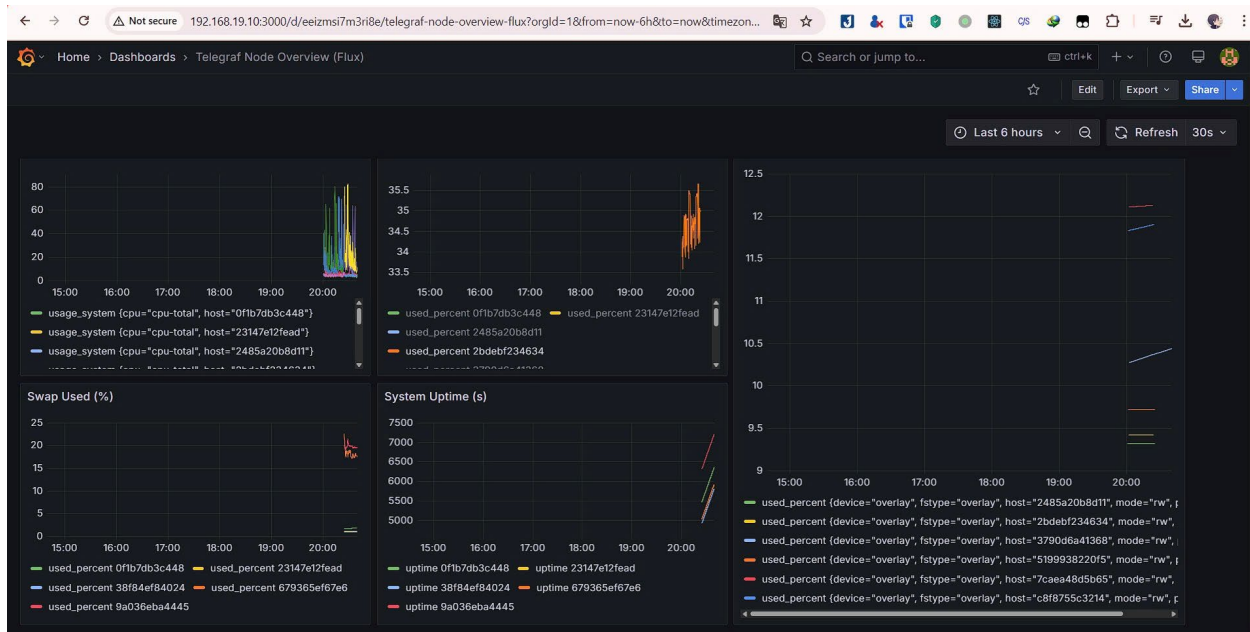 Not secure 192.168.19.10:3000/d/eeizmsi7m3ri8e/telegraf-node-overview-flux?orgId=1&from=now-6h&to=now&timezon...
Home › Dashboards › Telegraf Node Overview (Flux)
Search or jump to...
ctrl+k
Edit
Export
Share
Last 6 hours
Refresh
30s
80
60
40
20
0
15:00 16:00 17:00 18:00 19:00 20:00
usage_system {cpu="cpu-total", host="0f1b7db3c448"}
usage_system {cpu="cpu-total", host="23147e12fead"}
usage_system {cpu="cpu-total", host="2485a20b8d11"}
usage_system {cpu="cpu-total", host="2bdebf234634"}
35.5
35
34.5
34
33.5
15:00 16:00 17:00 18:00 19:00 20:00
used_percent 0f1b7db3c448 used_percent 23147e12fead
used_percent 2485a20b8d11
used_percent 2bdebf234634
used_percent 3790d6a41368
12.5
12
11.5
11
10.5
10
9.5
9
15:00 16:00 17:00 18:00 19:00 20:00
used_percent {device="overlay", fstype="overlay", host="2485a20b8d11", mode="rw", p
used_percent {device="overlay", fstype="overlay", host="2bdebf234634", mode="rw",
used_percent {device="overlay", fstype="overlay", host="3790d6a41368", mode="rw",
used_percent {device="overlay", fstype="overlay", host="5199938220f5", mode="rw",
used_percent {device="overlay", fstype="overlay", host="7caea48d5b65", mode="rw",
used_percent {device="overlay", fstype="overlay", host="c8f8755c3214", mode="rw", p
Swap Used (%)
25
20
15
10
5
0
15:00 16:00 17:00 18:00 19:00 20:00
used_percent 0f1b7db3c448 used_percent 23147e12fead
used_percent 38f84ef84024 used_percent 679365ef67e6
used_percent 9a036eba4445
System Uptime (s)
7500
7000
6500
6000
5500
5000
15:00 16:00 17:00 18:00 19:00 20:00
uptime 0f1b7db3c448 uptime 23147e12fead
uptime 38f84ef84024 uptime 679365ef67e6
uptime 9a036eba4445